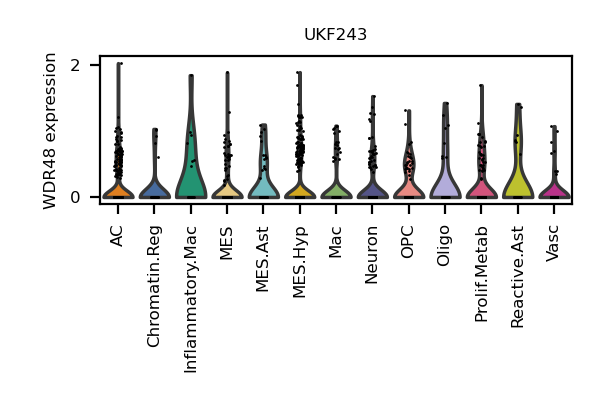 UKF243
WDR48 expression
2
0
AC
Chromatin.Reg
Inflammatory.Mac
MES
MES.Ast
MES.Hyp
Mac
Neuron
OPC
Oligo
Prolif.Metab
Reactive.Ast
Vasc